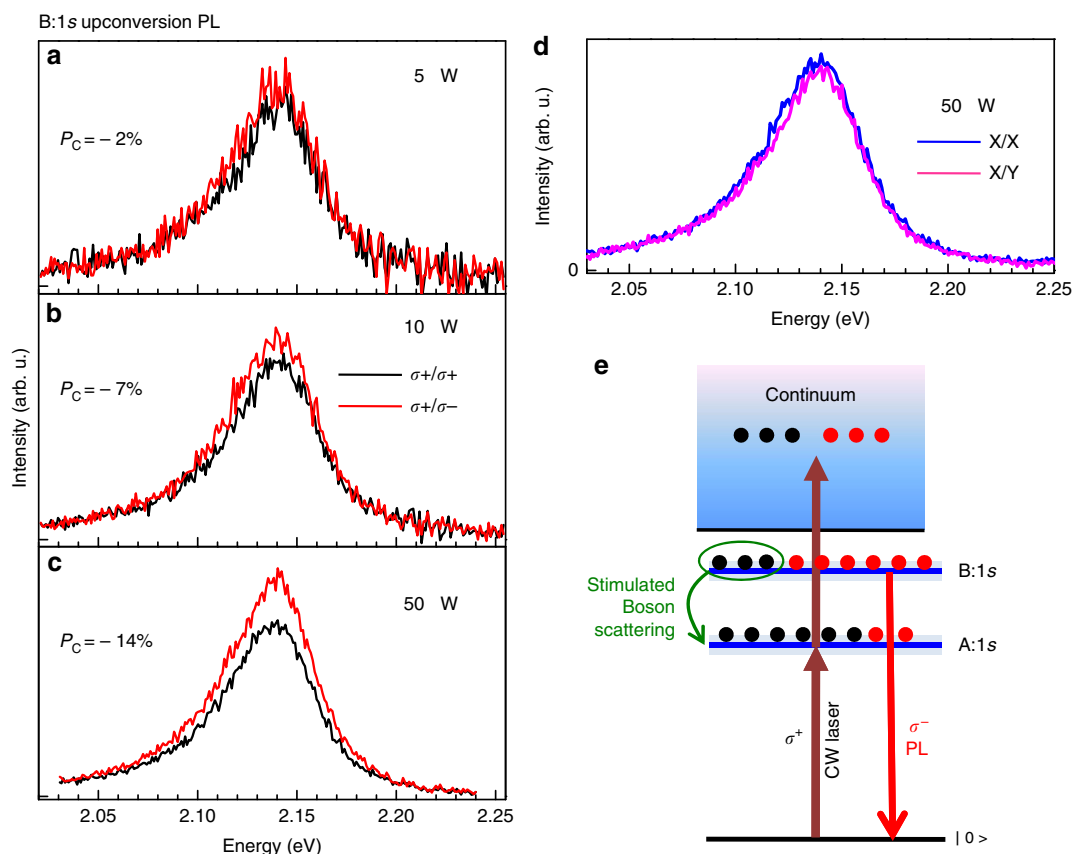 B:1s upconversion PL
a
5 W
P_C = − 2%
b
10 W
P_C = − 7%
σ+/σ+
σ+/σ−
c
50 W
P_C = − 14%
Intensity (arb. u.)
2.05 2.10 2.15 2.20 2.25
Energy (eV)
d
50 W
X/X
X/Y
Intensity (arb. u.)
0
2.05 2.10 2.15 2.20 2.25
Energy (eV)
e
Continuum
B:1s
Stimulated
Boson
scattering
A:1s
σ⁺
CW laser
σ⁻
PL
| 0 >